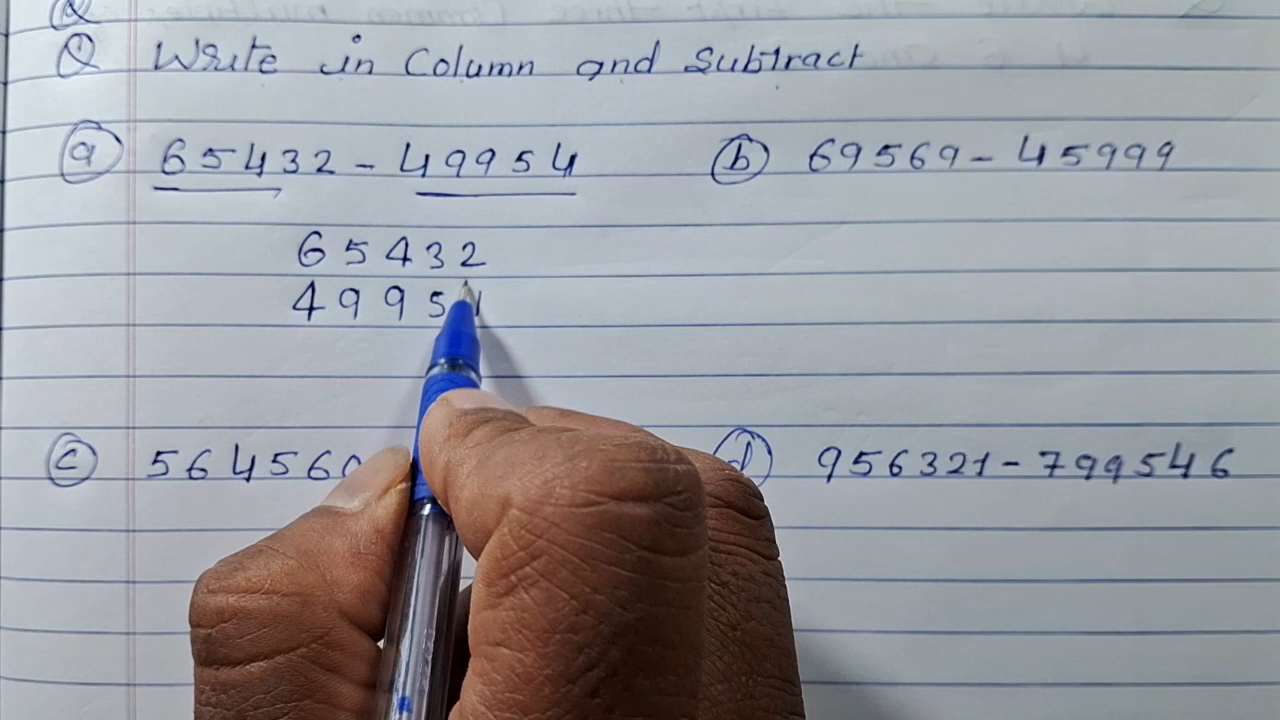 Q Write in Column and Subtract
a 65432 - 49954
b 69569 - 45999
65432
4995
c 56456
d 956321 - 799546